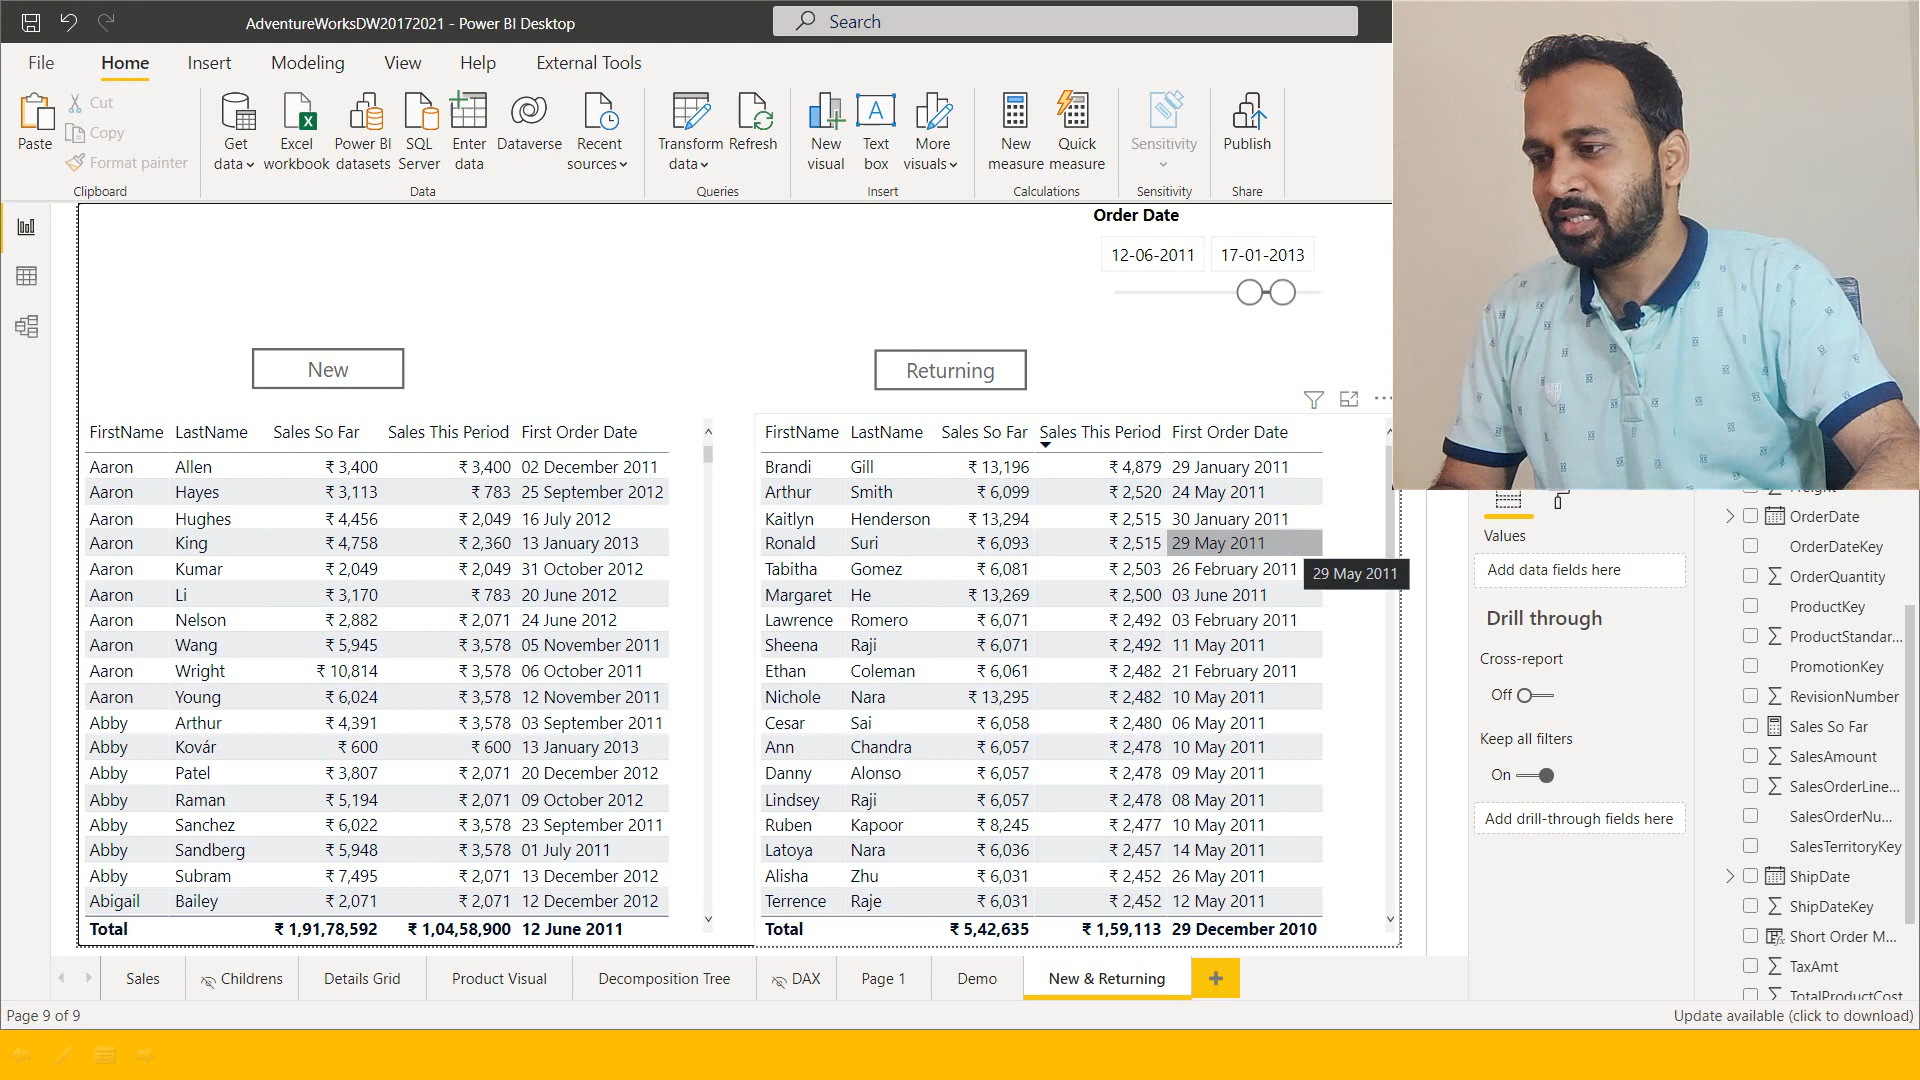 AdventureWorksDW20172021 - Power BI Desktop
Search
File Home Insert Modeling View Help External Tools
Paste
Cut
Copy
Format painter
Clipboard
Get data
Excel workbook
Power BI datasets
SQL Server
Enter data
Dataverse
Recent sources
Data
Transform data
Refresh
Queries
New visual
Text box
More visuals
Insert
New measure
Quick measure
Calculations
Sensitivity
Sensitivity
Publish
Share
Order Date
12-06-2011 17-01-2013
New
Returning
FirstName LastName Sales So Far Sales This Period First Order Date
Aaron Allen ₹ 3,400 ₹ 3,400 02 December 2011
Aaron Hayes ₹ 3,113 ₹ 783 25 September 2012
Aaron Hughes ₹ 4,456 ₹ 2,049 16 July 2012
Aaron King ₹ 4,758 ₹ 2,360 13 January 2013
Aaron Kumar ₹ 2,049 ₹ 2,049 31 October 2012
Aaron Li ₹ 3,170 ₹ 783 20 June 2012
Aaron Nelson ₹ 2,882 ₹ 2,071 24 June 2012
Aaron Wang ₹ 5,945 ₹ 3,578 05 November 2011
Aaron Wright ₹ 10,814 ₹ 3,578 06 October 2011
Aaron Young ₹ 6,024 ₹ 3,578 12 November 2011
Abby Arthur ₹ 4,391 ₹ 3,578 03 September 2011
Abby Kovár ₹ 600 ₹ 600 13 January 2013
Abby Patel ₹ 3,807 ₹ 2,071 20 December 2012
Abby Raman ₹ 5,194 ₹ 2,071 09 October 2012
Abby Sanchez ₹ 6,022 ₹ 3,578 23 September 2011
Abby Sandberg ₹ 5,948 ₹ 3,578 01 July 2011
Abby Subram ₹ 7,495 ₹ 2,071 13 December 2012
Abigail Bailey ₹ 2,071 ₹ 2,071 12 December 2012
Total ₹ 1,91,78,592 ₹ 1,04,58,900 12 June 2011
FirstName LastName Sales So Far Sales This Period First Order Date
Brandi Gill ₹ 13,196 ₹ 4,879 29 January 2011
Arthur Smith ₹ 6,099 ₹ 2,520 24 May 2011
Kaitlyn Henderson ₹ 13,294 ₹ 2,515 30 January 2011
Ronald Suri ₹ 6,093 ₹ 2,515 29 May 2011
Tabitha Gomez ₹ 6,081 ₹ 2,503 26 February 2011
Margaret He ₹ 13,269 ₹ 2,500 03 June 2011
Lawrence Romero ₹ 6,071 ₹ 2,492 03 February 2011
Sheena Raji ₹ 6,071 ₹ 2,492 11 May 2011
Ethan Coleman ₹ 6,061 ₹ 2,482 21 February 2011
Nichole Nara ₹ 13,295 ₹ 2,482 10 May 2011
Cesar Sai ₹ 6,058 ₹ 2,480 06 May 2011
Ann Chandra ₹ 6,057 ₹ 2,478 10 May 2011
Danny Alonso ₹ 6,057 ₹ 2,478 09 May 2011
Lindsey Raji ₹ 6,057 ₹ 2,478 08 May 2011
Ruben Kapoor ₹ 8,245 ₹ 2,477 10 May 2011
Latoya Nara ₹ 6,036 ₹ 2,457 14 May 2011
Alisha Zhu ₹ 6,031 ₹ 2,452 26 May 2011
Terrence Raje ₹ 6,031 ₹ 2,452 12 May 2011
Total ₹ 5,42,635 ₹ 1,59,113 29 December 2010
29 May 2011
Values
Add data fields here
Drill through
Cross-report
Off
Keep all filters
On
Add drill-through fields here
OrderDate
OrderDateKey
OrderQuantity
ProductKey
ProductStandar...
PromotionKey
RevisionNumber
Sales So Far
SalesAmount
SalesOrderLine...
SalesOrderNu...
SalesTerritoryKey
ShipDate
ShipDateKey
Short Order M...
TaxAmt
TotalProductCost
Sales Childrens Details Grid Product Visual Decomposition Tree DAX Page 1 Demo New & Returning
Page 9 of 9
Update available (click to download)